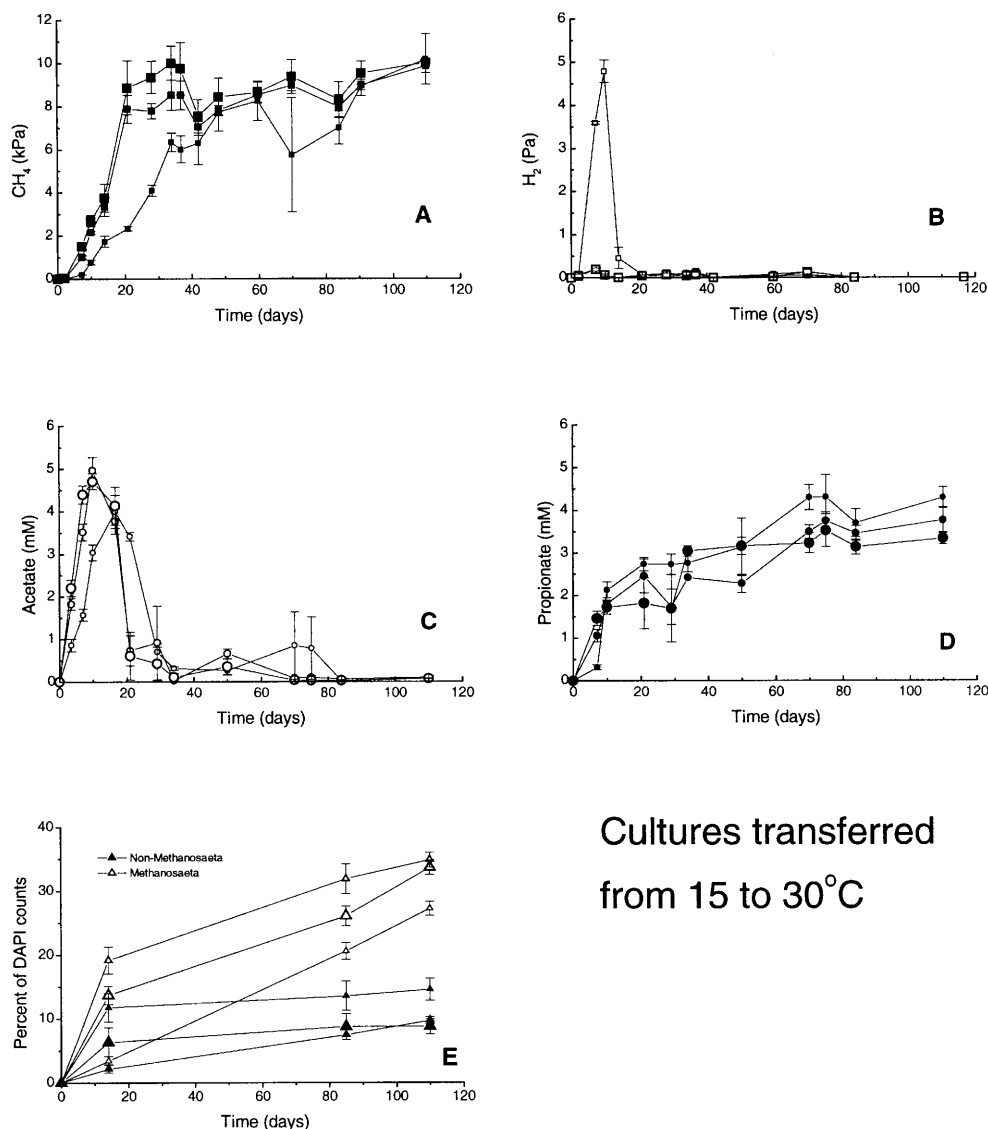 12
10
8
6
4
2
0
CH₄ (kPa)
A
0 20 40 60 80 100 120
Time (days)
6
5
4
3
2
1
0
H₂ (Pa)
B
0 20 40 60 80 100 120
Time (days)
6
5
4
3
2
1
0
Acetate (mM)
C
0 20 40 60 80 100 120
Time (days)
6
5
4
3
2
1
0
Propionate (mM)
D
0 20 40 60 80 100 120
Time (days)
40
30
20
10
0
Percent of DAPI counts
Non-Methanosaeta
Methanosaeta
E
0 20 40 60 80 100 120
Time (days)
Cultures transferred
from 15 to 30°C